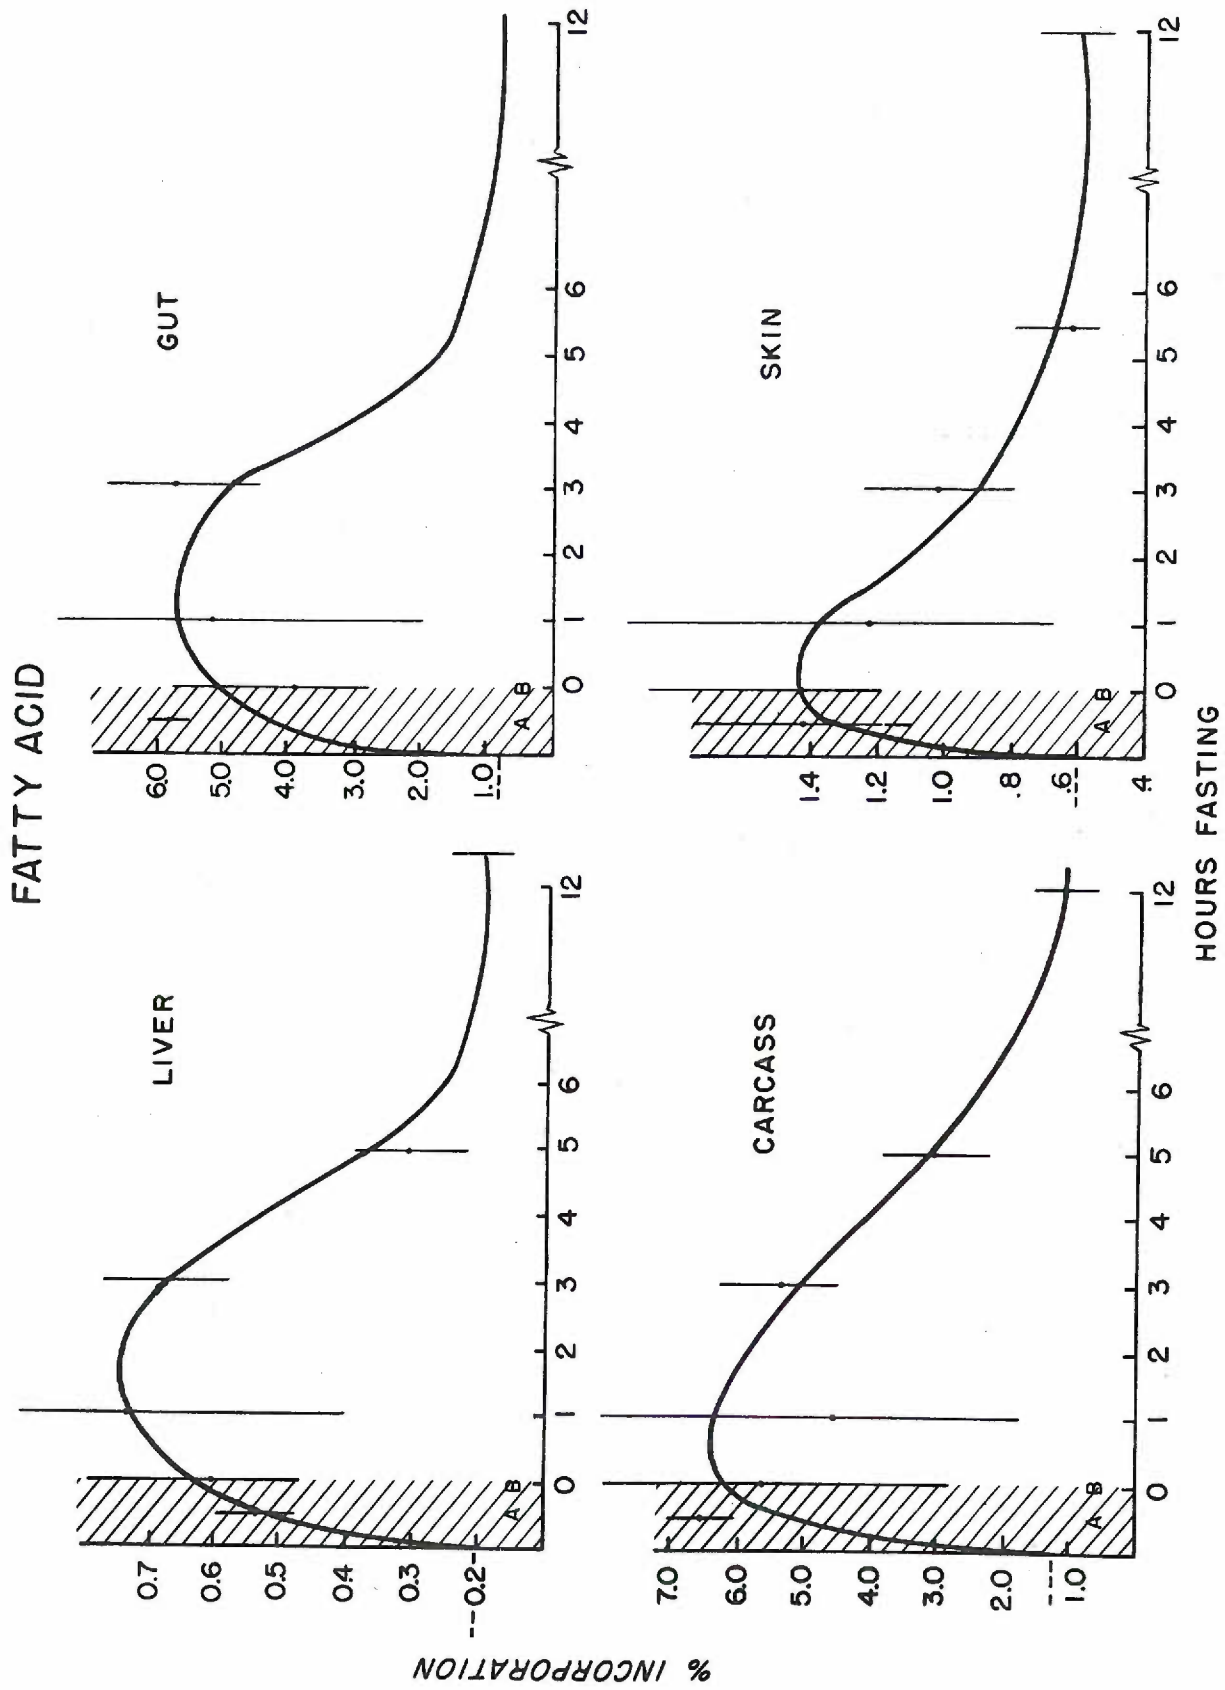 FATTY ACID
LIVER
0.7
0.6
0.5
0.4
0.3
--0.2
A B
0 1 2 3 4 5 6 12
GUT
6.0
5.0
4.0
3.0
2.0
1.0--
A B
0 1 2 3 4 5 6 12
% INCORPORATION
CARCASS
7.0
6.0
5.0
4.0
3.0
2.0
---
1.0
A B
0 1 2 3 4 5 6 12
SKIN
1.4
1.2
1.0
.8
--.6
.4
A B
0 1 2 3 4 5 6 12
HOURS FASTING